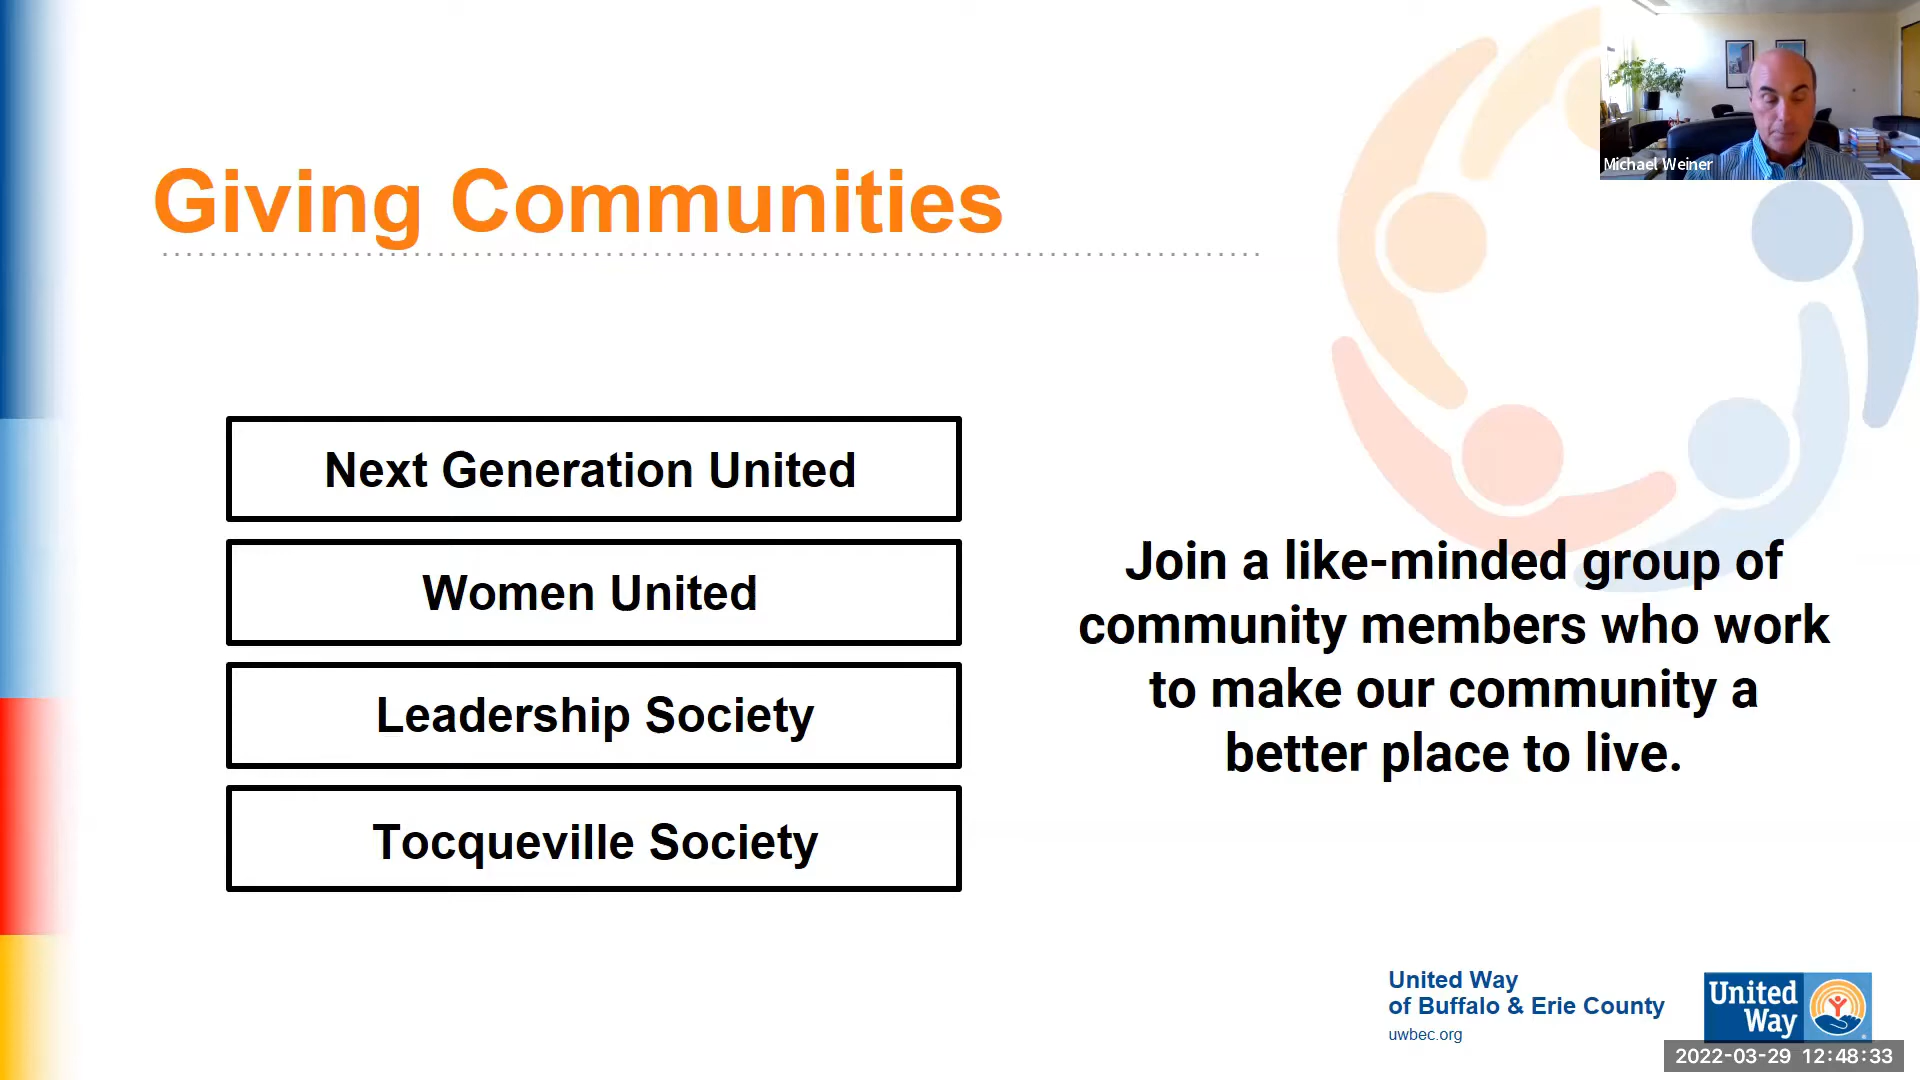 Michael Weiner
Giving Communities
Next Generation United
Women United
Leadership Society
Tocqueville Society
Join a like-minded group of
community members who work
to make our community a
better place to live.
United Way
of Buffalo & Erie County
uwbec.org
United
Way
2022-03-29 12:48:33